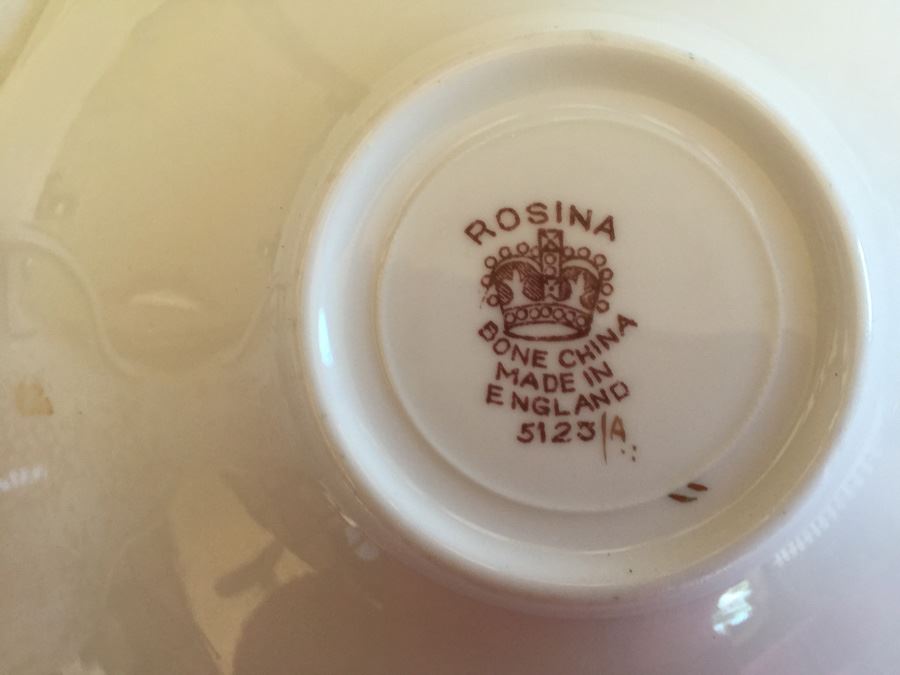 ROSINA
BONE CHINA
MADE IN
ENGLAND
5123/A